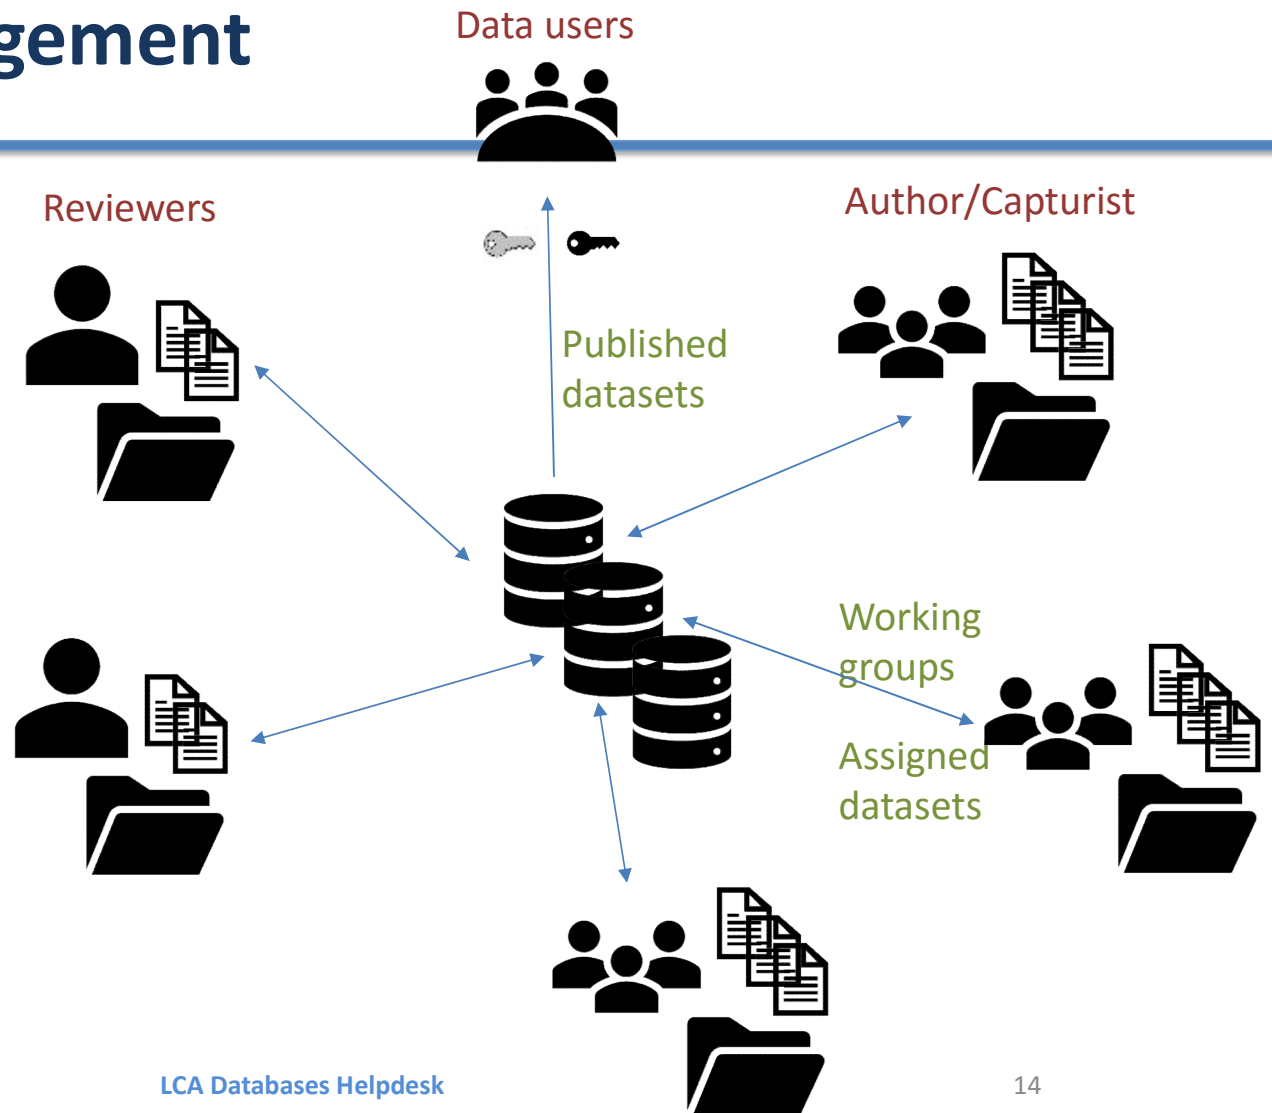 gement
Data users
Reviewers
Author/Capturist
Published
datasets
Working
groups
Assigned
datasets
LCA Databases Helpdesk
14